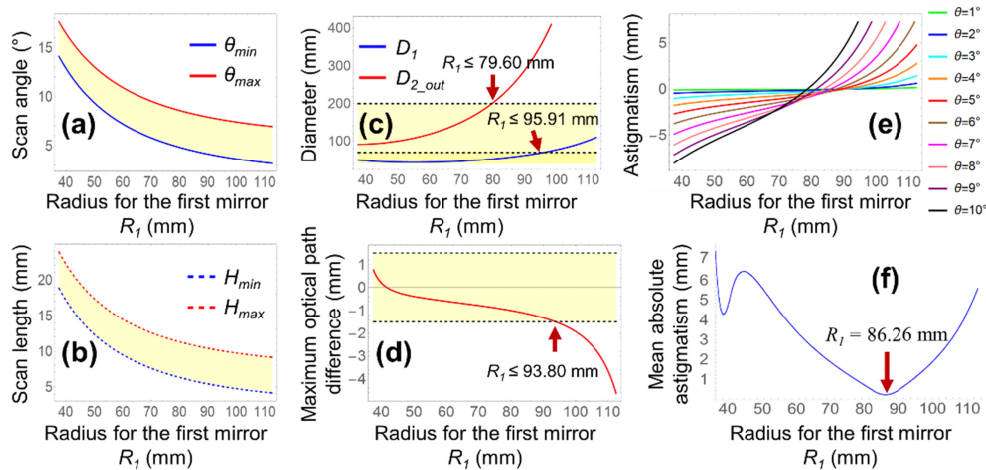 Scan angle (°)
15
10
5
θmin
θmax
(a)
40 50 60 70 80 90 100 110
Radius for the first mirror
R1 (mm)
Diameter (mm)
400
300
200
100
D1
D2_out
R1 ≤ 79.60 mm
R1 ≤ 95.91 mm
(c)
40 50 60 70 80 90 100 110
Radius for the first mirror
R1 (mm)
Astigmatism (mm)
5
0
-5
(e)
40 50 60 70 80 90 100 110
Radius for the first mirror
R1 (mm)
θ=1°
θ=2°
θ=3°
θ=4°
θ=5°
θ=6°
θ=7°
θ=8°
θ=9°
θ=10°
Scan length (mm)
20
15
10
5
Hmin
Hmax
(b)
40 50 60 70 80 90 100 110
Radius for the first mirror
R1 (mm)
Maximum optical path
difference (mm)
1
0
-1
-2
-3
-4
(d)
R1 ≤ 93.80 mm
40 50 60 70 80 90 100 110
Radius for the first mirror
R1 (mm)
Mean absolute
astigmatism (mm)
7
6
5
4
3
2
1
(f)
R1 = 86.26 mm
40 50 60 70 80 90 100 110
Radius for the first mirror
R1 (mm)